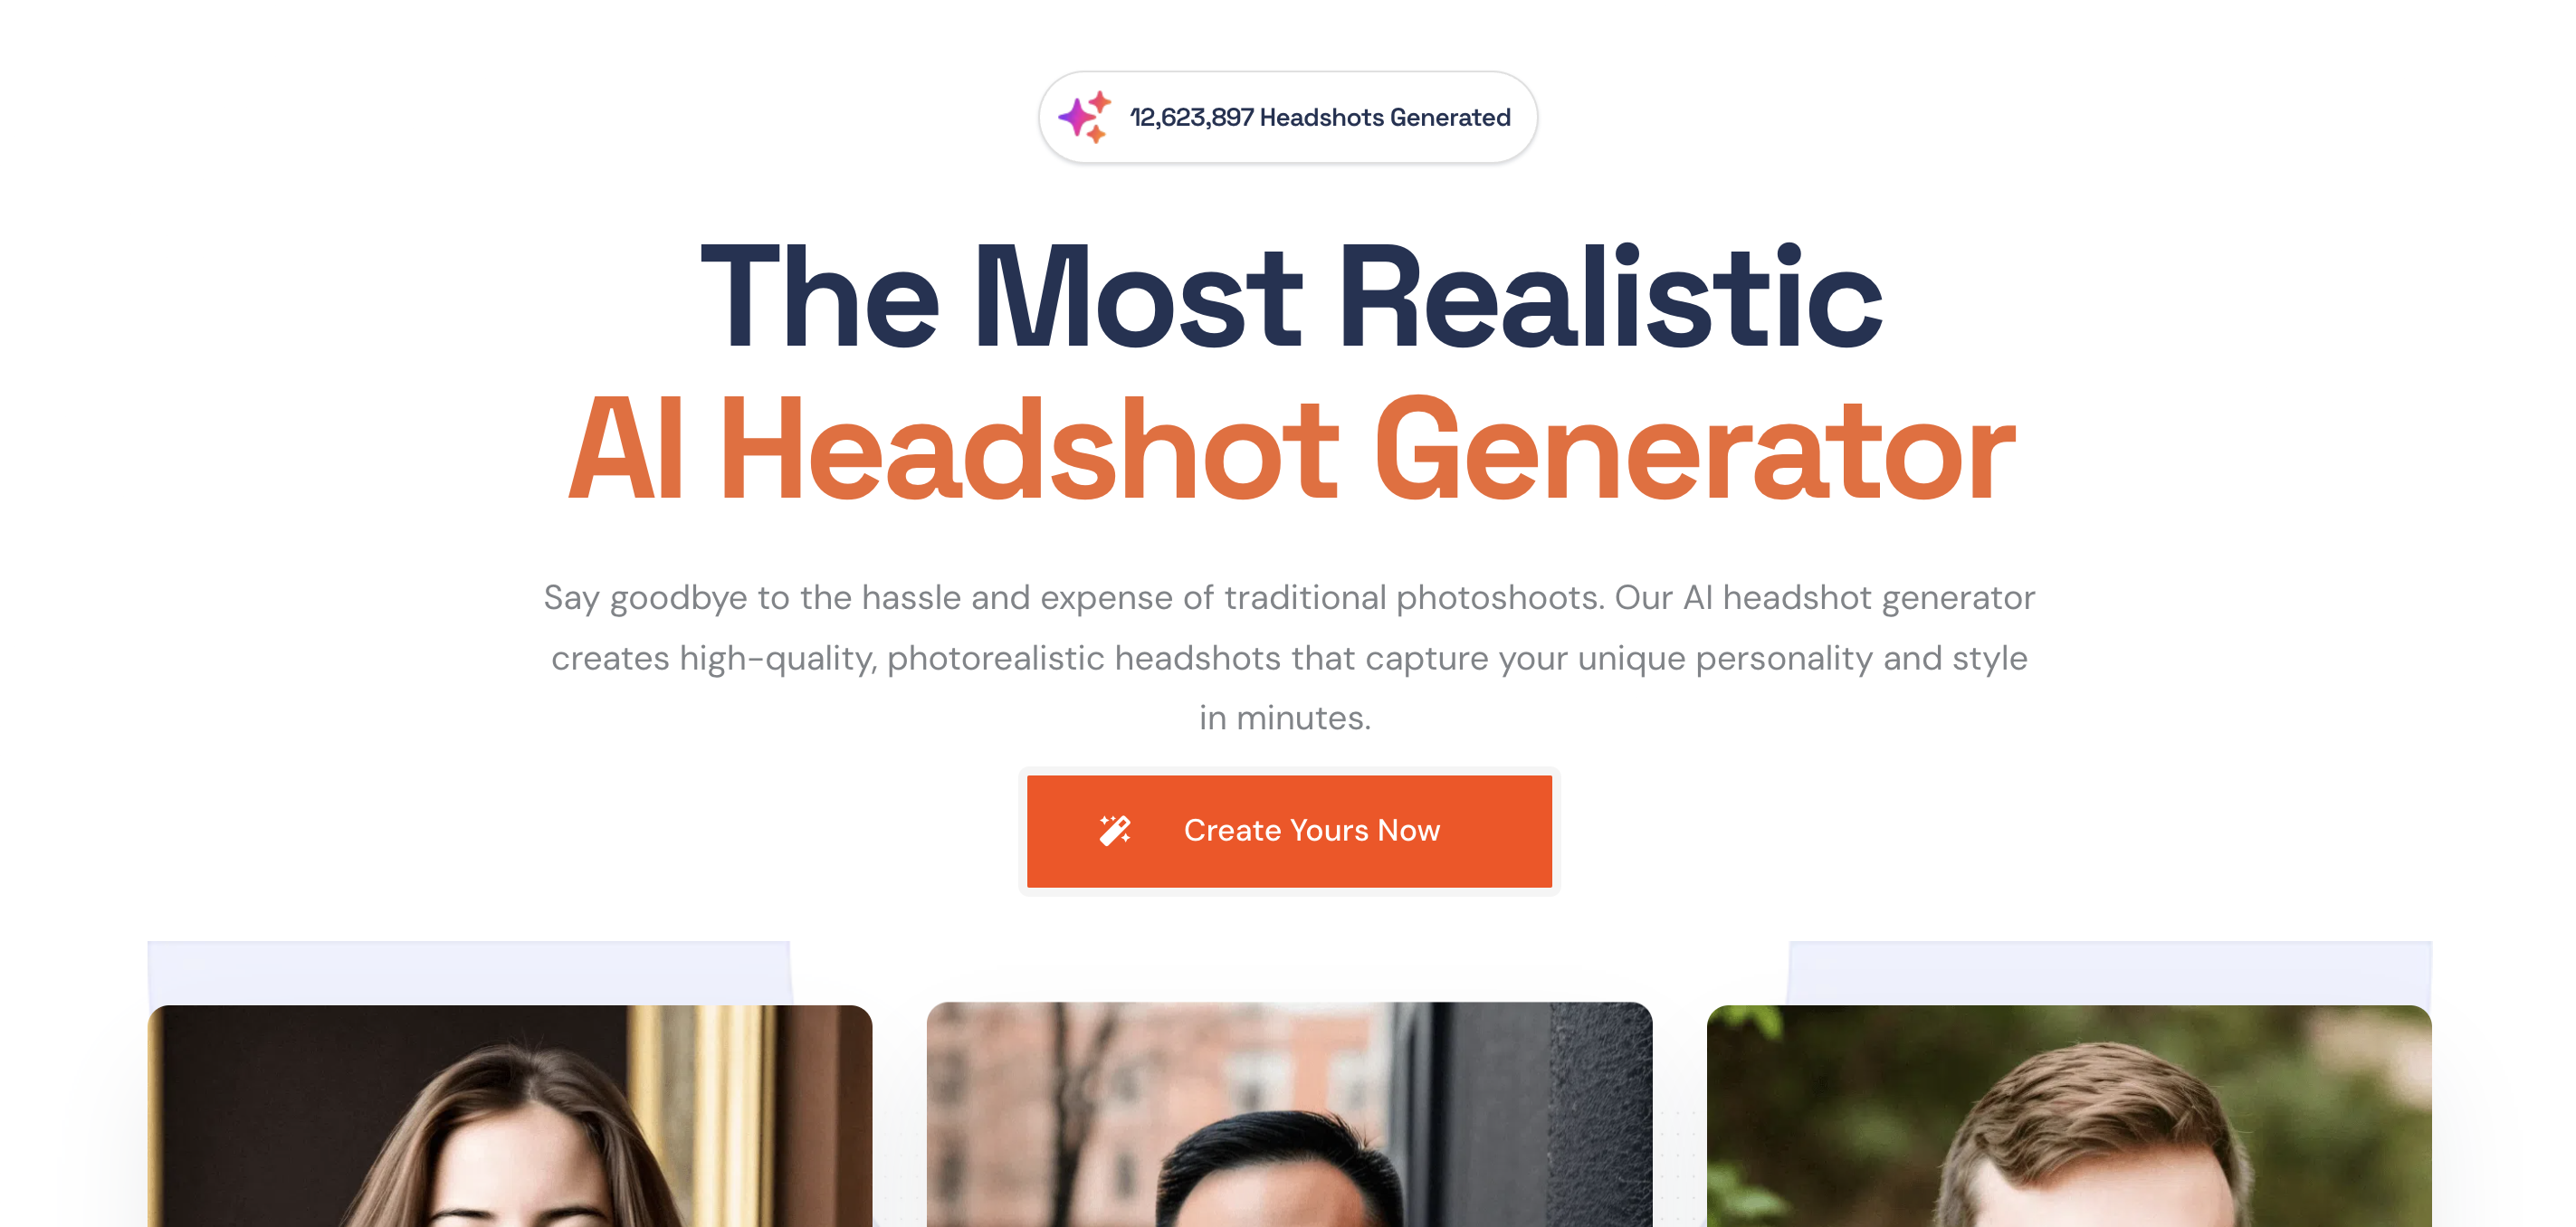 12,623,897 Headshots Generated
The Most Realistic
AI Headshot Generator
Say goodbye to the hassle and expense of traditional photoshoots. Our AI headshot generator
creates high-quality, photorealistic headshots that capture your unique personality and style
in minutes.
Create Yours Now